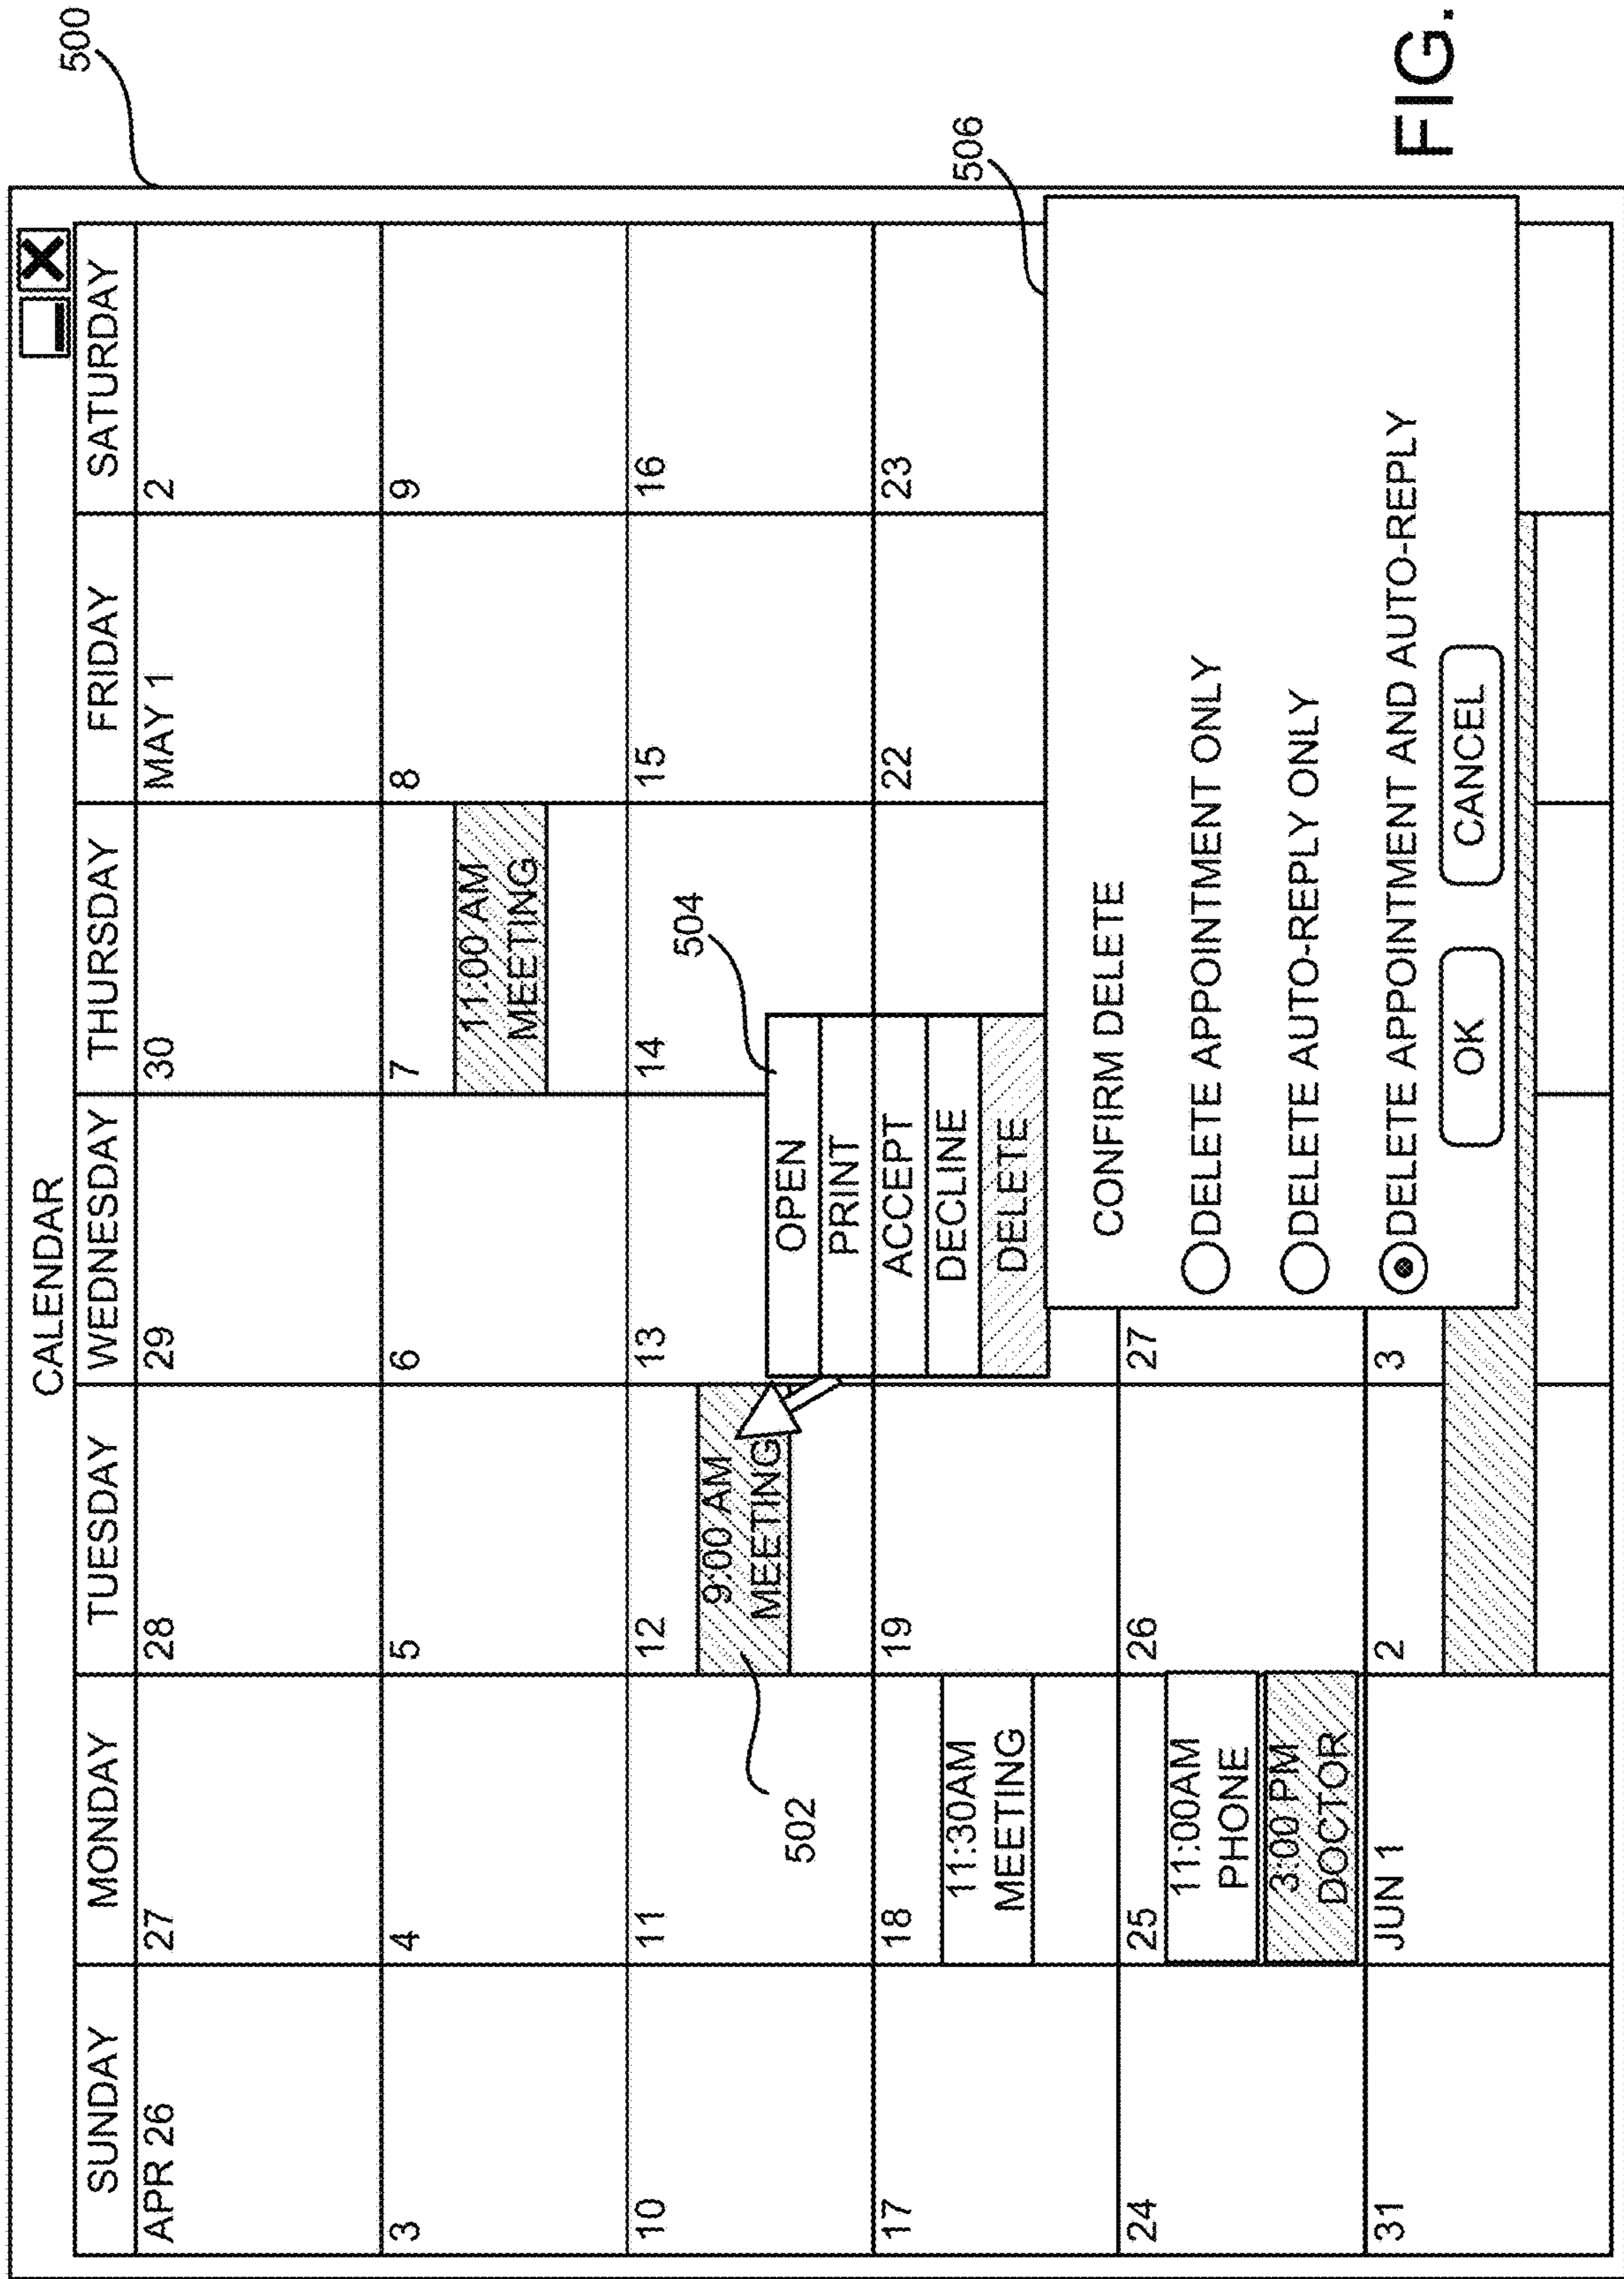 500
CALENDAR
SUNDAY MONDAY TUESDAY WEDNESDAY THURSDAY FRIDAY SATURDAY
APR 26 27 28 29 30 MAY 1 2
3 4 5 6 7 8 9
11:00 AM
MEETING
10 11 12 13 14 15 16
9:00 AM
MEETING
502
504
OPEN
PRINT
ACCEPT
DECLINE
DELETE
17 18 19 22 23
11:30AM
MEETING
506
24 25 26 27
11:00AM
PHONE
3:00 PM
DOCTOR
31 JUN 1 2 3
CONFIRM DELETE
DELETE APPOINTMENT ONLY
DELETE AUTO-REPLY ONLY
DELETE APPOINTMENT AND AUTO-REPLY
OK CANCEL
FIG.